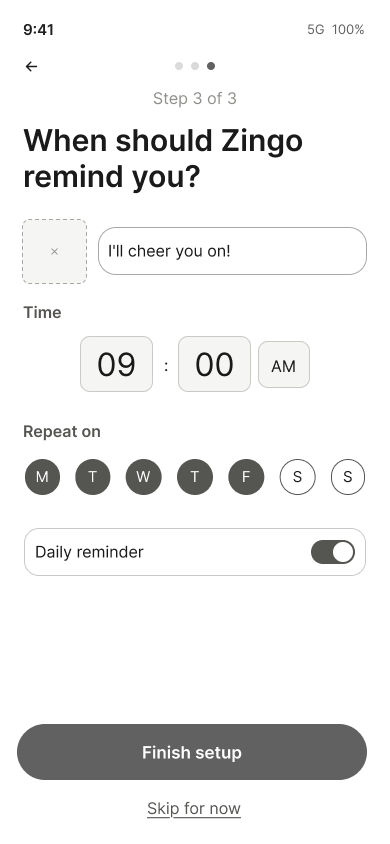 9:41
5G 100%
←
Step 3 of 3
When should Zingo
remind you?
×
I'll cheer you on!
Time
09 : 00 AM
Repeat on
M T W T F S S
Daily reminder
Finish setup
Skip for now